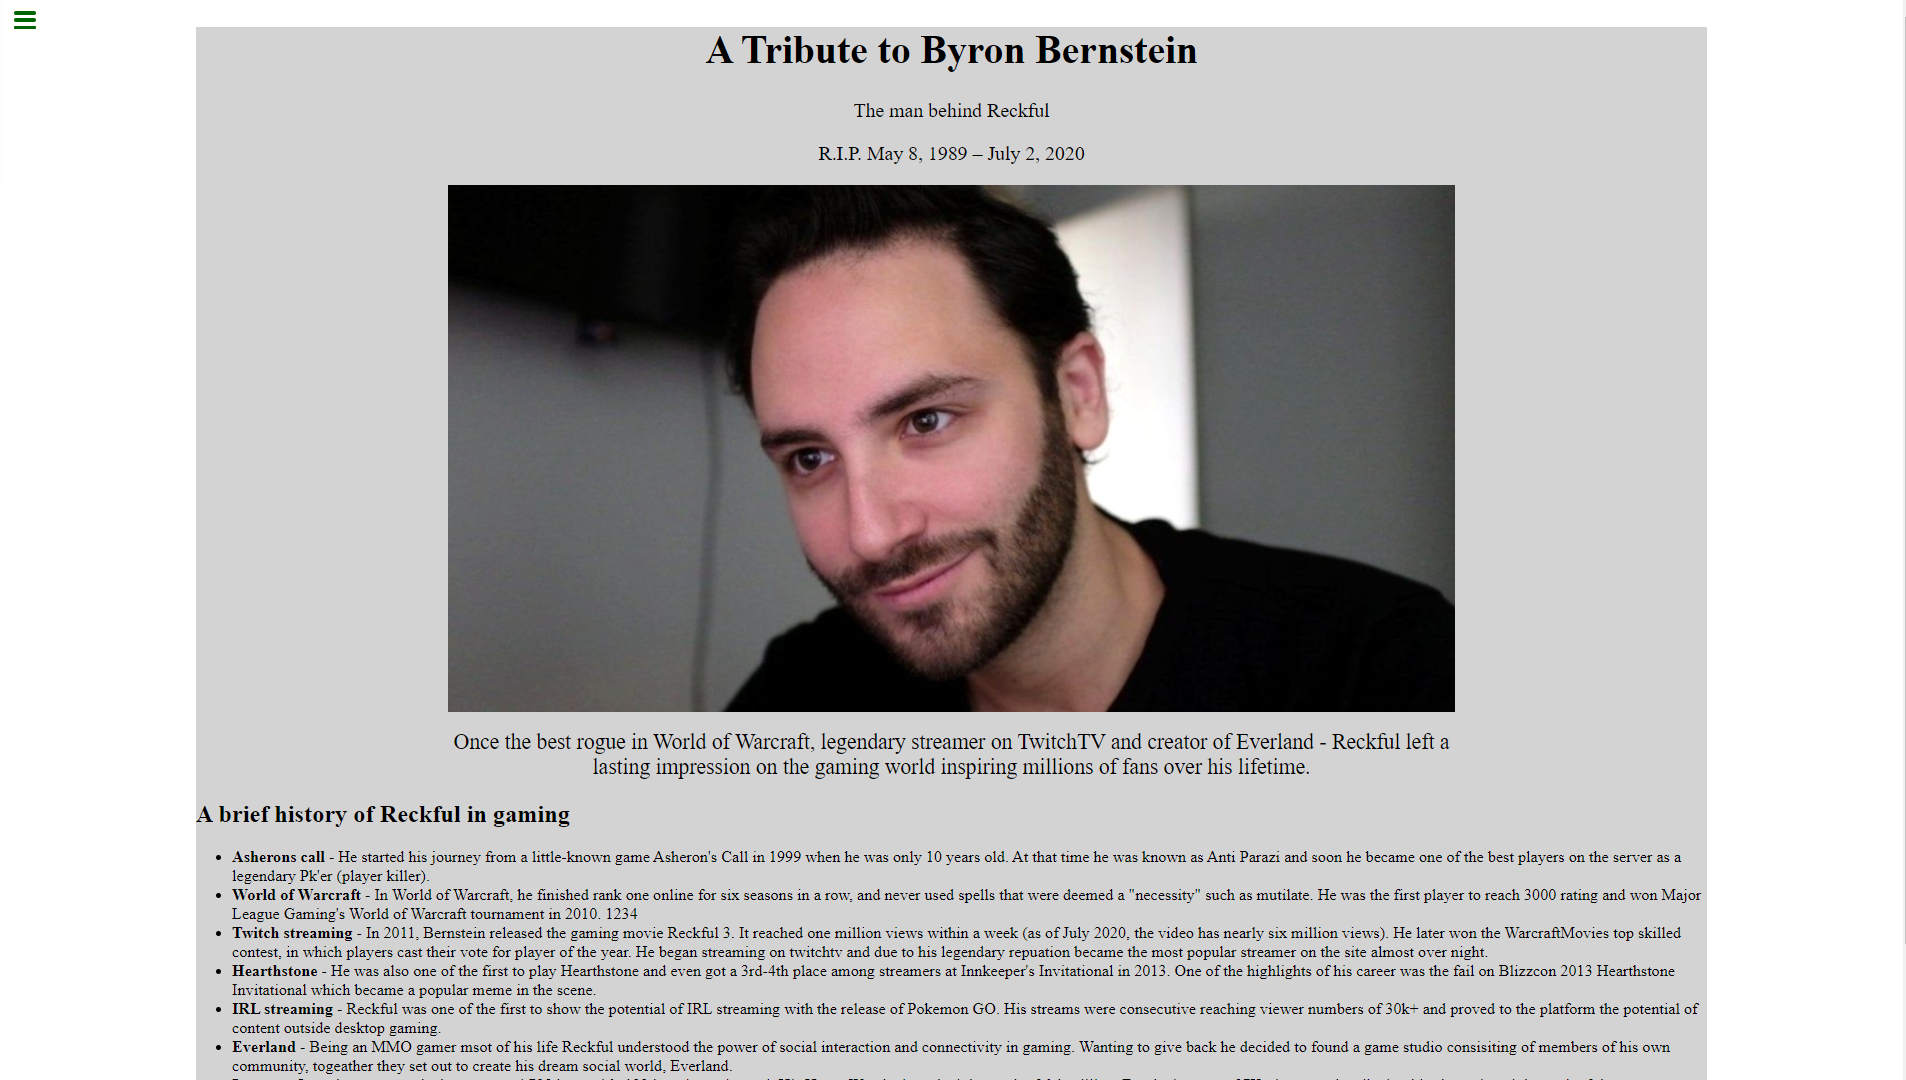 A Tribute to Byron Bernstein
The man behind Reckful
R.I.P. May 8, 1989 – July 2, 2020
Once the best rogue in World of Warcraft, legendary streamer on TwitchTV and creator of Everland - Reckful left a
lasting impression on the gaming world inspiring millions of fans over his lifetime.
A brief history of Reckful in gaming
• Asherons call - He started his journey from a little-known game Asheron's Call in 1999 when he was only 10 years old. At that time he was known as Anti Parazi and soon he became one of the best players on the server as a
legendary Pk'er (player killer).
• World of Warcraft - In World of Warcraft, he finished rank one online for six seasons in a row, and never used spells that were deemed a "necessity" such as mutilate. He was the first player to reach 3000 rating and won Major
League Gaming's World of Warcraft tournament in 2010. 1234
• Twitch streaming - In 2011, Bernstein released the gaming movie Reckful 3. It reached one million views within a week (as of July 2020, the video has nearly six million views). He later won the WarcraftMovies top skilled
contest, in which players cast their vote for player of the year. He began streaming on twitchtv and due to his legendary repuation became the most popular streamer on the site almost over night.
• Hearthstone - He was also one of the first to play Hearthstone and even got a 3rd-4th place among streamers at Innkeeper's Invitational in 2013. One of the highlights of his career was the fail on Blizzcon 2013 Hearthstone
Invitational which became a popular meme in the scene.
• IRL streaming - Reckful was one of the first to show the potential of IRL streaming with the release of Pokemon GO. His streams were consecutive reaching viewer numbers of 30k+ and proved to the platform the potential of
content outside desktop gaming.
• Everland - Being an MMO gamer msot of his life Reckful understood the power of social interaction and connectivity in gaming. Wanting to give back he decided to found a game studio consisiting of members of his own
community, togeather they set out to create his dream social world, Everland.